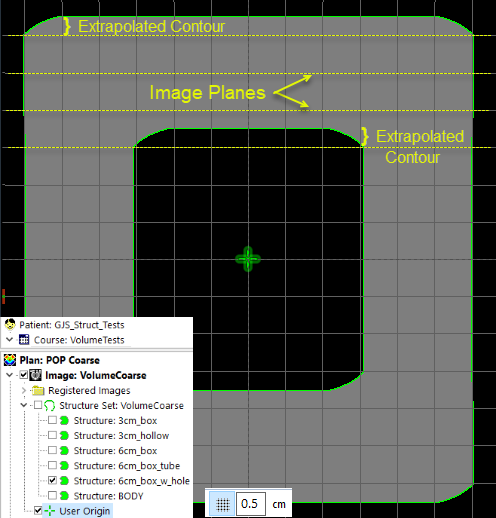 } Extrapolated Contour
Image Planes
} Extrapolated
Contour
Patient: GJS_Struct_Tests
Course: VolumeTests
Plan: POP Coarse
Image: VolumeCoarse
Registered Images
Structure Set: VolumeCoarse
Structure: 3cm_box
Structure: 3cm_hollow
Structure: 6cm_box
Structure: 6cm_box_tube
Structure: 6cm_box_w_hole
Structure: BODY
User Origin
0.5 cm